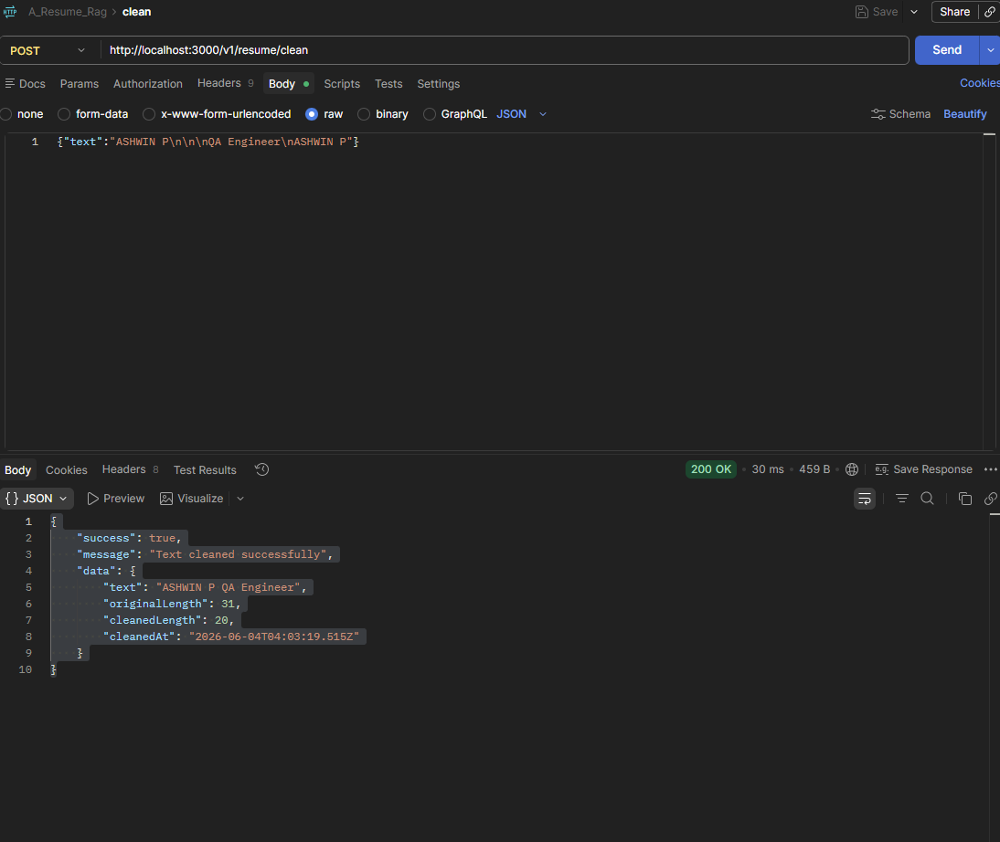 HTTP A_Resume_Rag > clean Save Share
POST http://localhost:3000/v1/resume/clean Send
Docs Params Authorization Headers 9 Body Scripts Tests Settings Cookies
none form-data x-www-form-urlencoded raw binary GraphQL JSON Schema Beautify
1 {"text":"ASHWIN P\n\n\nQA Engineer\nASHWIN P"}
Body Cookies Headers 8 Test Results 200 OK • 30 ms • 459 B • e.g. Save Response •••
{} JSON Preview Visualize
1 {
2 "success": true,
3 "message": "Text cleaned successfully",
4 "data": {
5 "text": "ASHWIN P QA Engineer",
6 "originalLength": 31,
7 "cleanedLength": 20,
8 "cleanedAt": "2026-06-04T04:03:19.515Z"
9 }
10 }